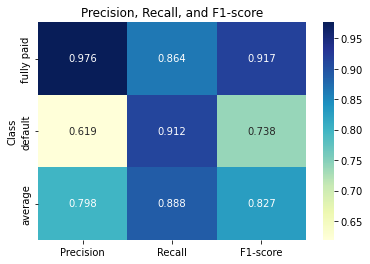 Precision, Recall, and F1-score
fully paid
0.976 0.864 0.917
Class
default
0.619 0.912 0.738
average
0.798 0.888 0.827
Precision Recall F1-score
0.95
0.90
0.85
0.80
0.75
0.70
0.65